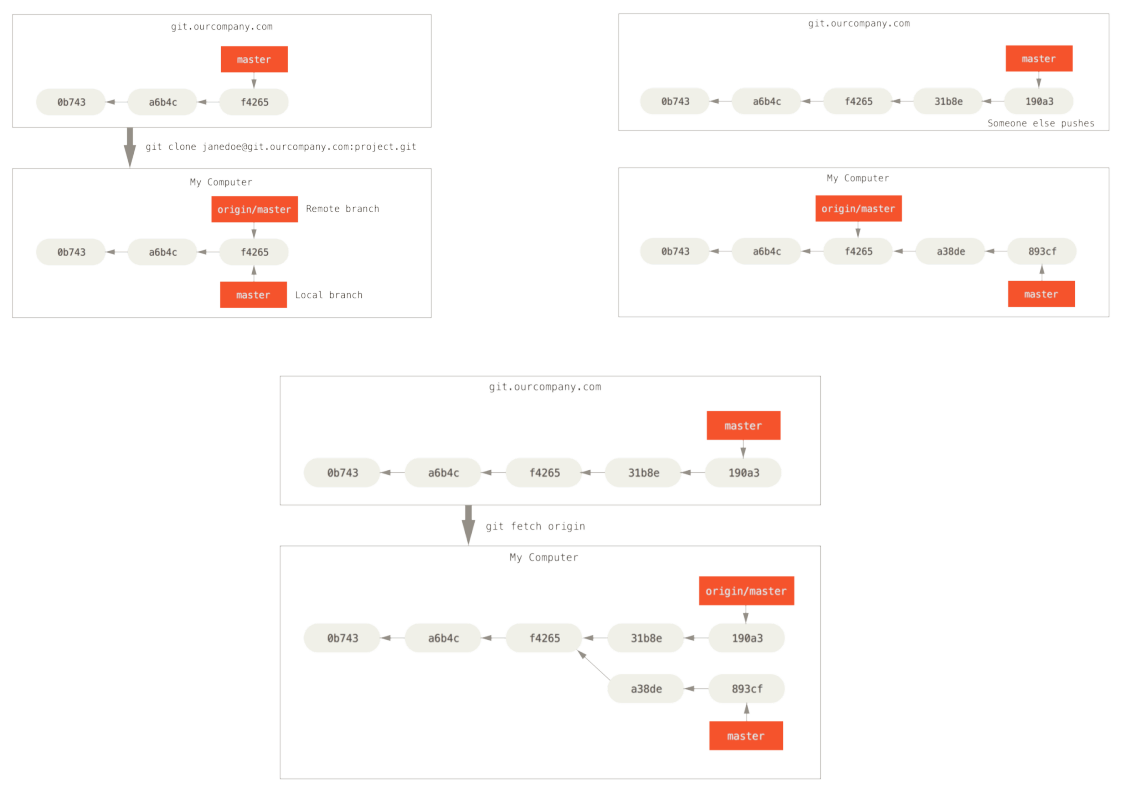 git.ourcompany.com
master
0b743 a6b4c f4265
git clone janedoe@git.ourcompany.com:project.git
My Computer
origin/master Remote branch
0b743 a6b4c f4265
master Local branch
git.ourcompany.com
master
0b743 a6b4c f4265 31b8e 190a3
Someone else pushes
My Computer
origin/master
0b743 a6b4c f4265 a38de 893cf
master
git.ourcompany.com
master
0b743 a6b4c f4265 31b8e 190a3
git fetch origin
My Computer
origin/master
0b743 a6b4c f4265 31b8e 190a3
a38de 893cf
master